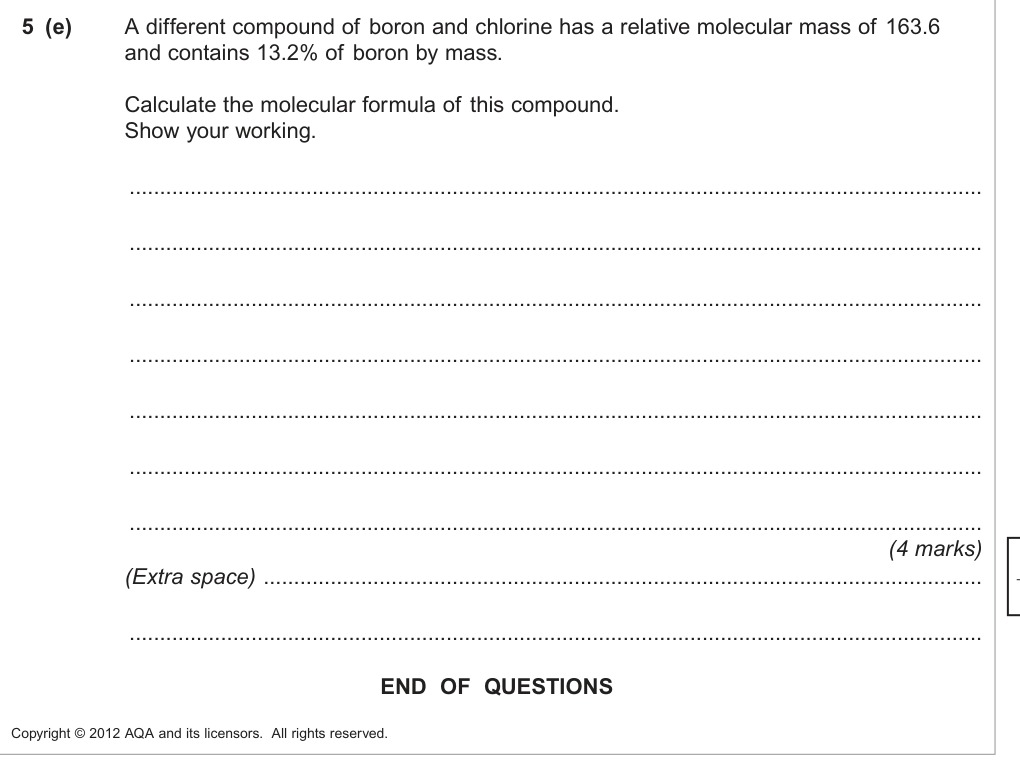 5 (e) A different compound of boron and chlorine has a relative molecular mass of 163.6
and contains 13.2% of boron by mass.
Calculate the molecular formula of this compound.
Show your working.
(4 marks)
(Extra space)
END OF QUESTIONS
Copyright © 2012 AQA and its licensors. All rights reserved.